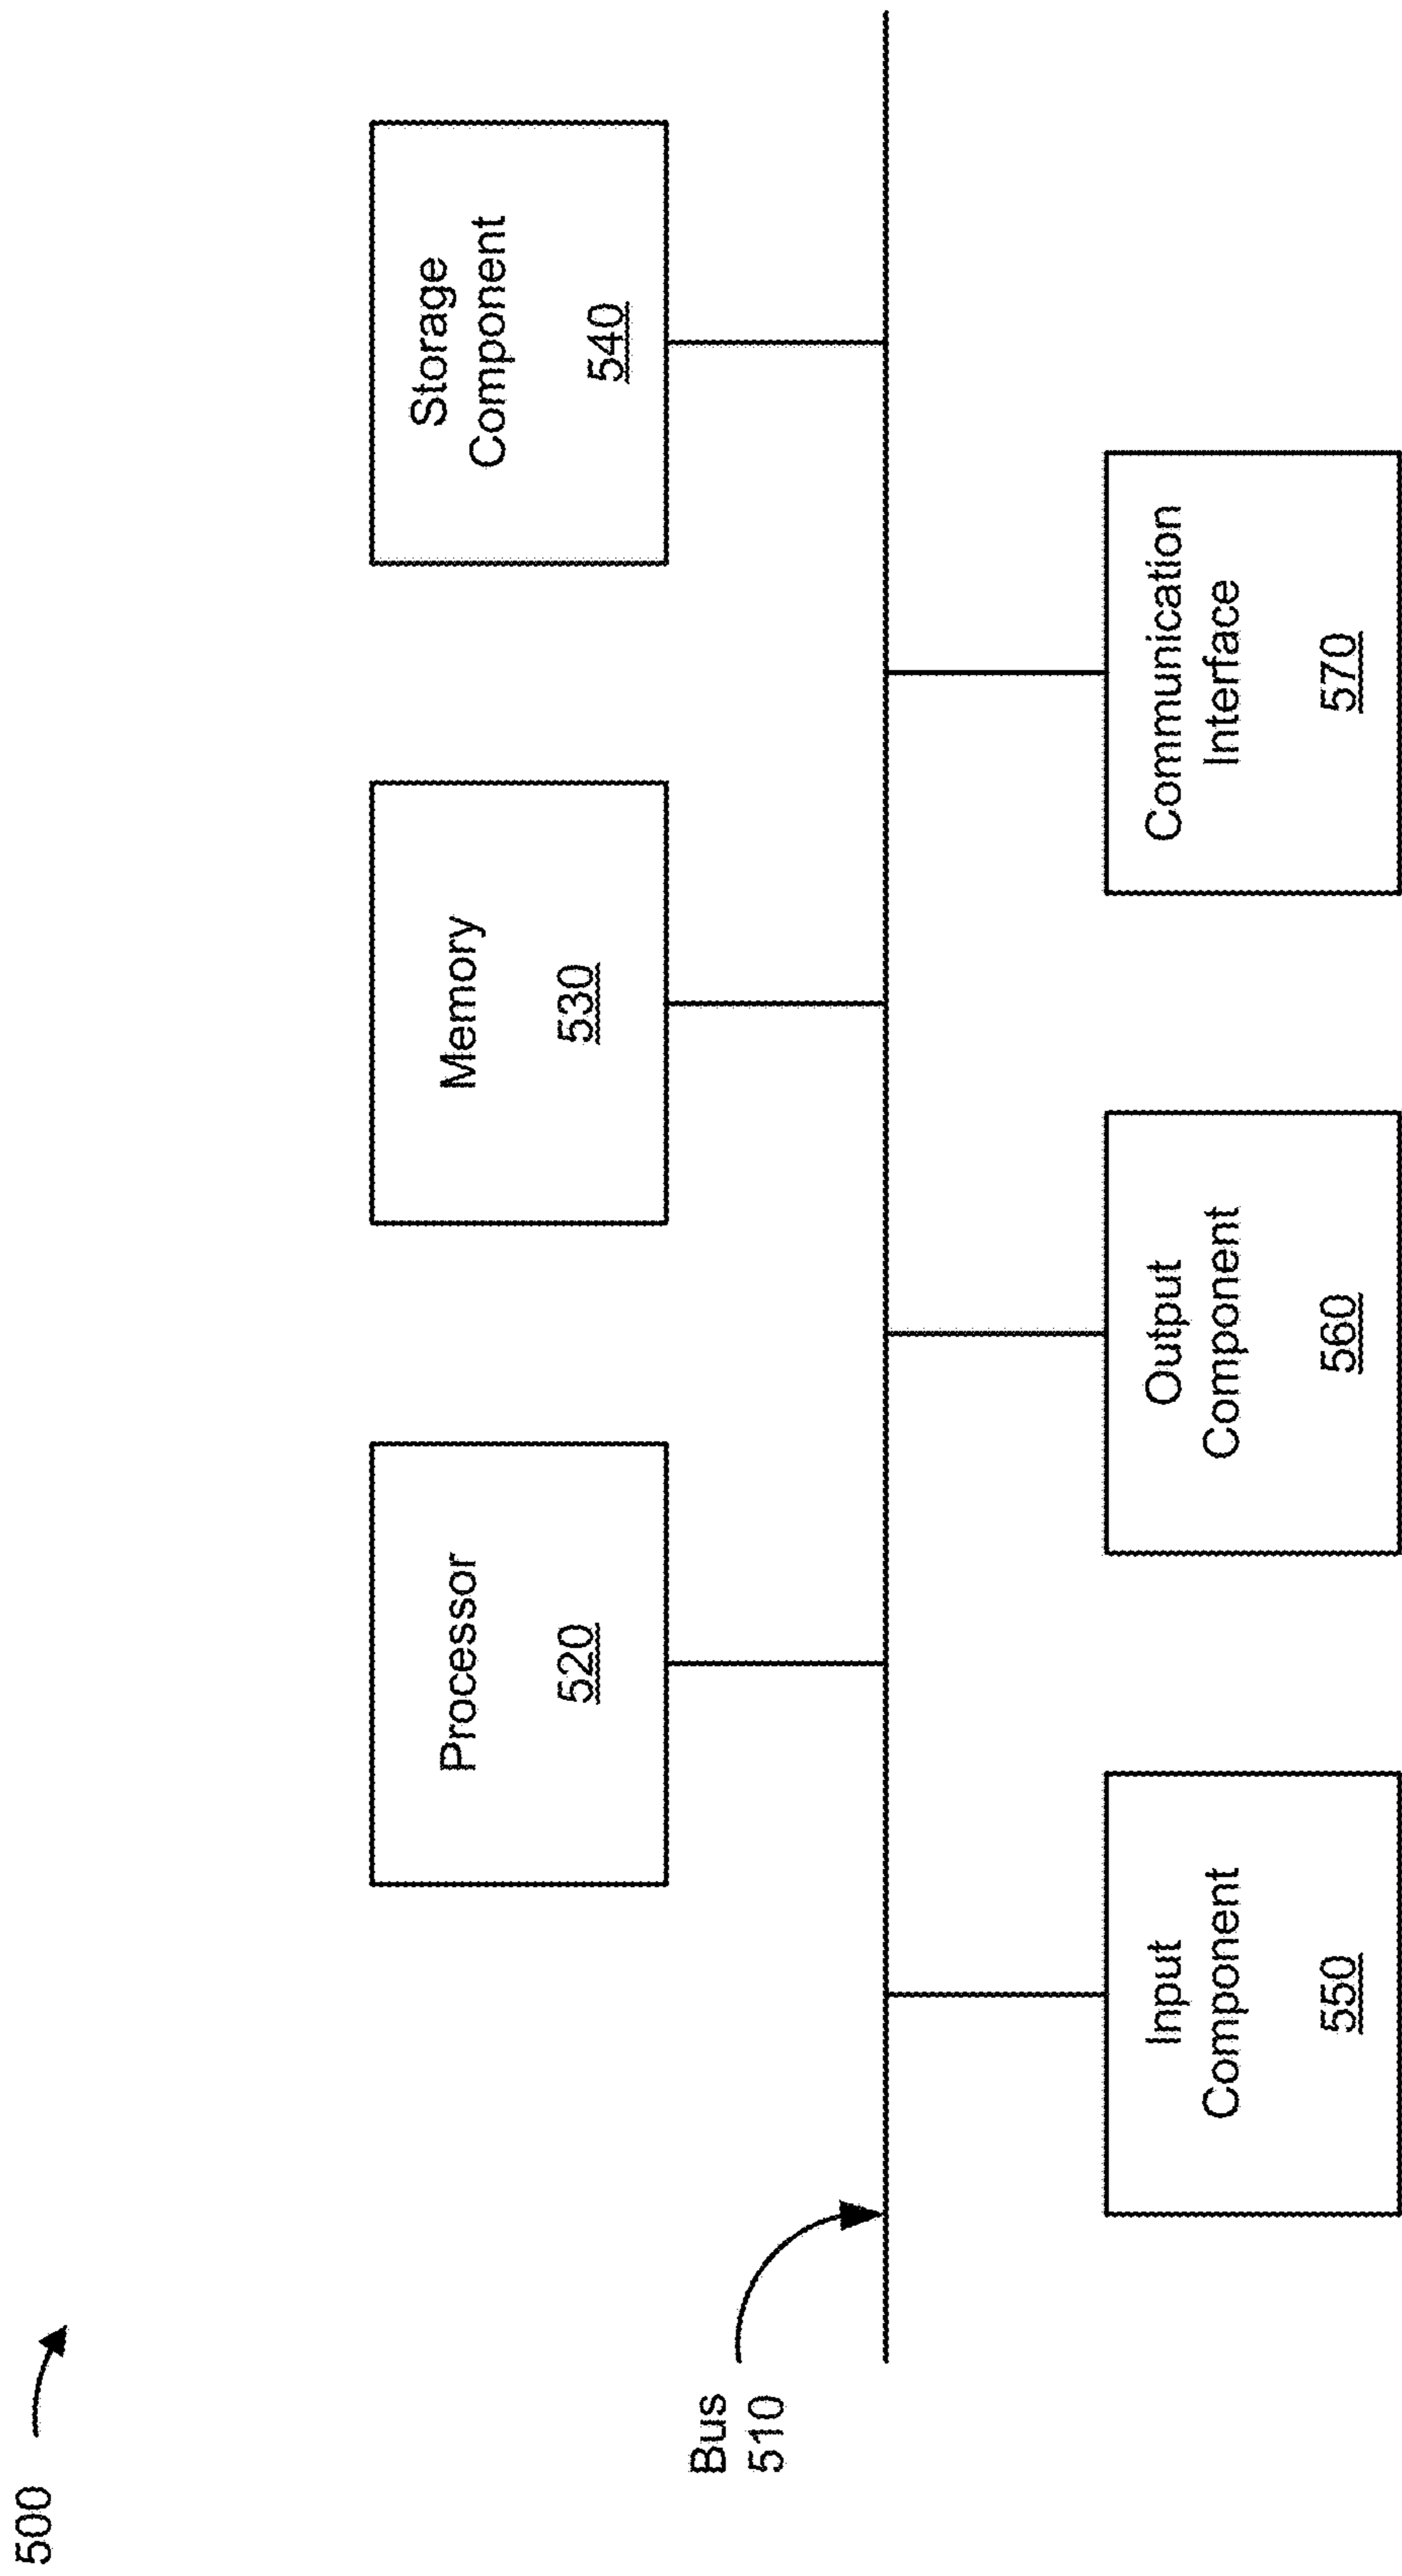 500
Processor
520
Memory
530
Storage
Component
540
Bus
510
Input
Component
550
Output
Component
560
Communication
Interface
570